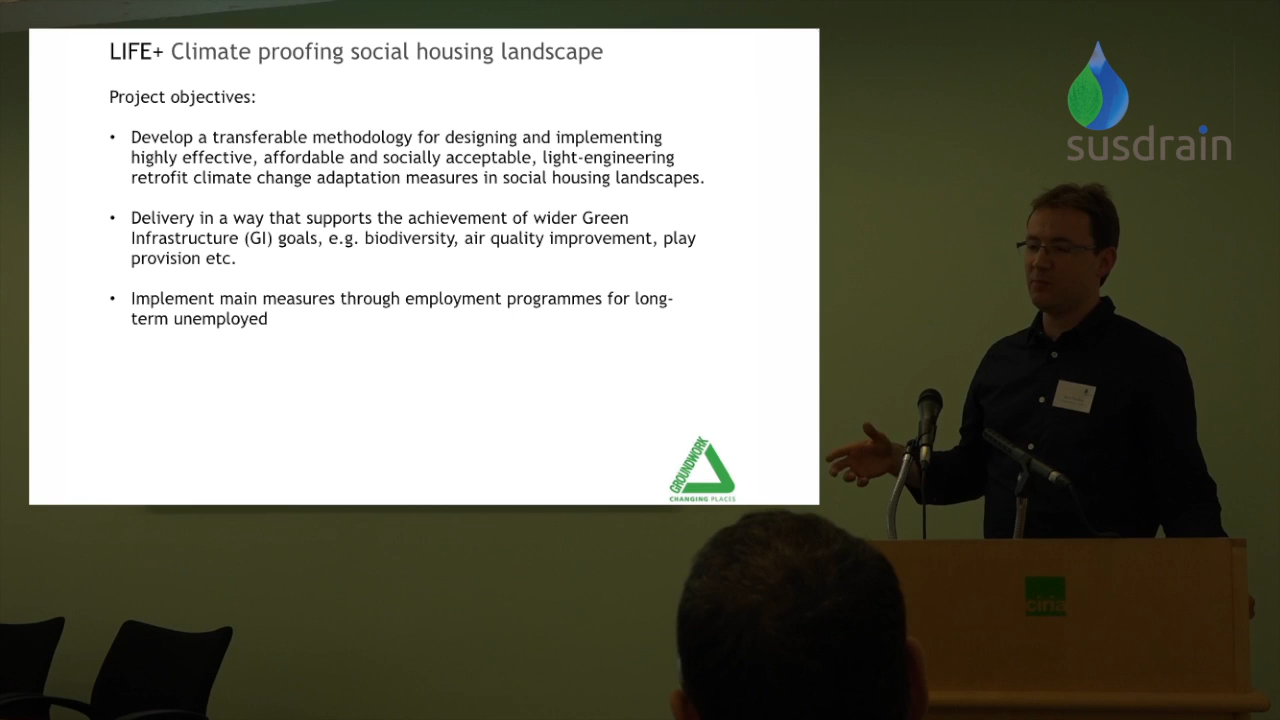 LIFE+ Climate proofing social housing landscape
Project objectives:
• Develop a transferable methodology for designing and implementing
highly effective, affordable and socially acceptable, light-engineering
retrofit climate change adaptation measures in social housing landscapes.
• Delivery in a way that supports the achievement of wider Green
Infrastructure (GI) goals, e.g. biodiversity, air quality improvement, play
provision etc.
• Implement main measures through employment programmes for long-
term unemployed
GROUNDWORK
CHANGING PLACES
susdrain
ciria